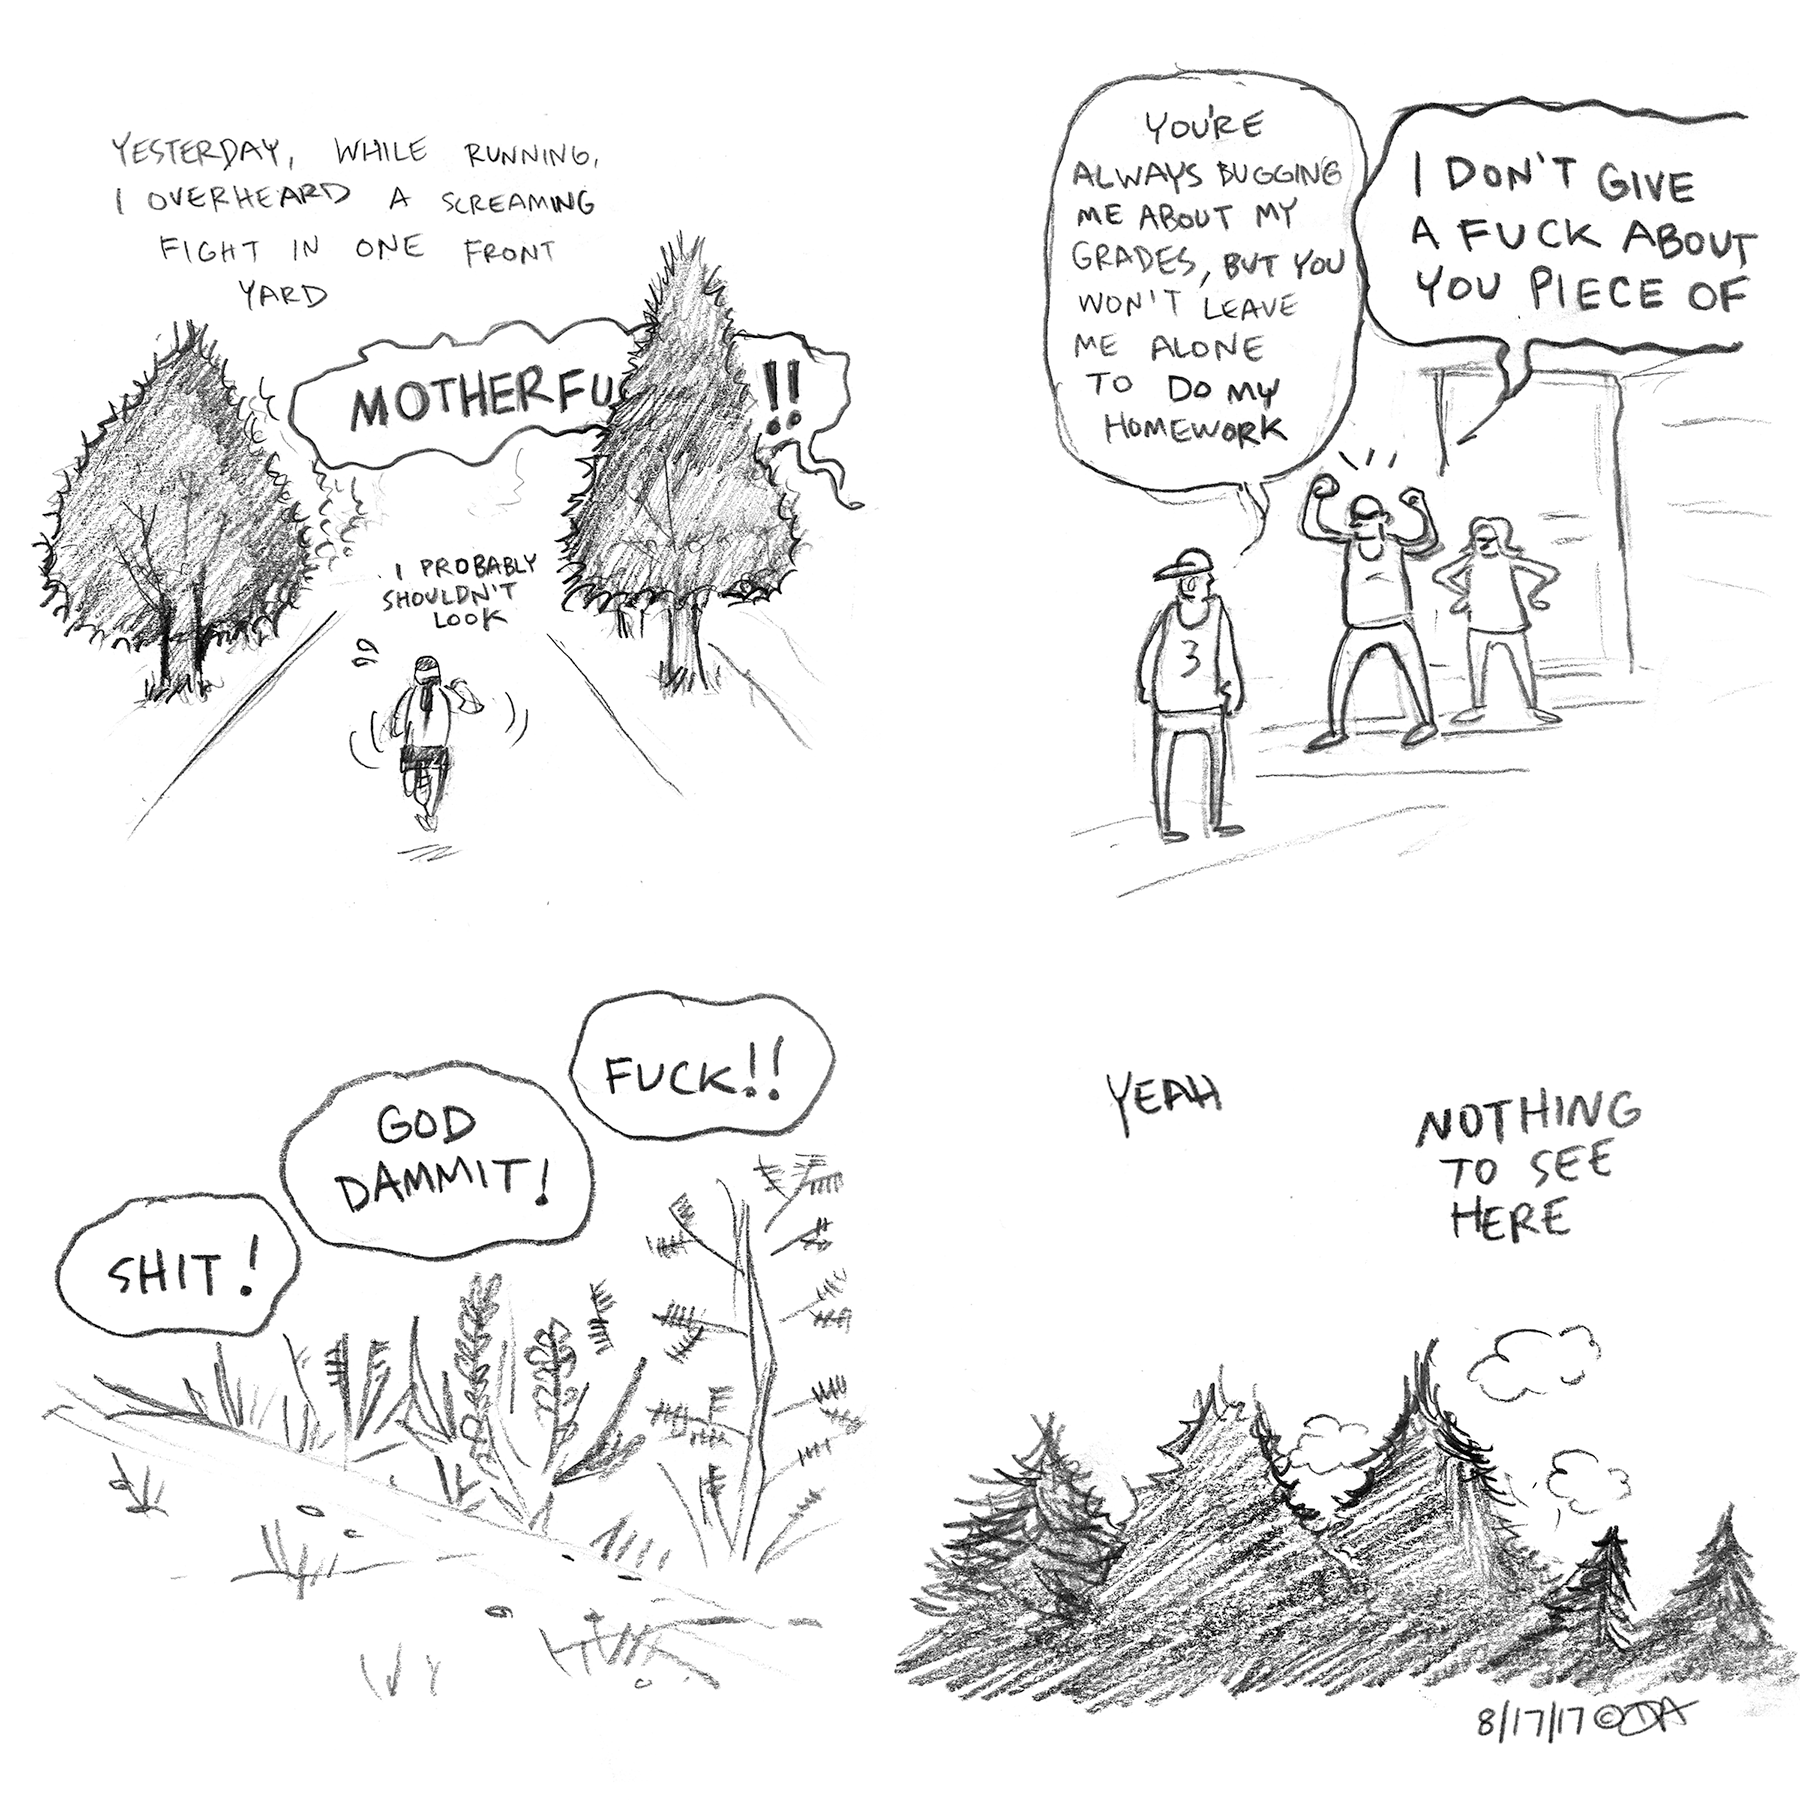 YESTERDAY, WHILE RUNNING,
I OVERHEARD A SCREAMING
FIGHT IN ONE FRONT
YARD
MOTHERFUC !!
I PROBABLY
SHOULDN'T
LOOK
YOU'RE
ALWAYS BUGGING
ME ABOUT MY
GRADES, BUT YOU
WON'T LEAVE
ME ALONE
TO DO MY
HOMEWORK
I DON'T GIVE
A FUCK ABOUT
YOU PIECE OF
3
SHIT!
GOD
DAMMIT!
FUCK!!
YEAH
NOTHING
TO SEE
HERE
8/17/17 ©DA